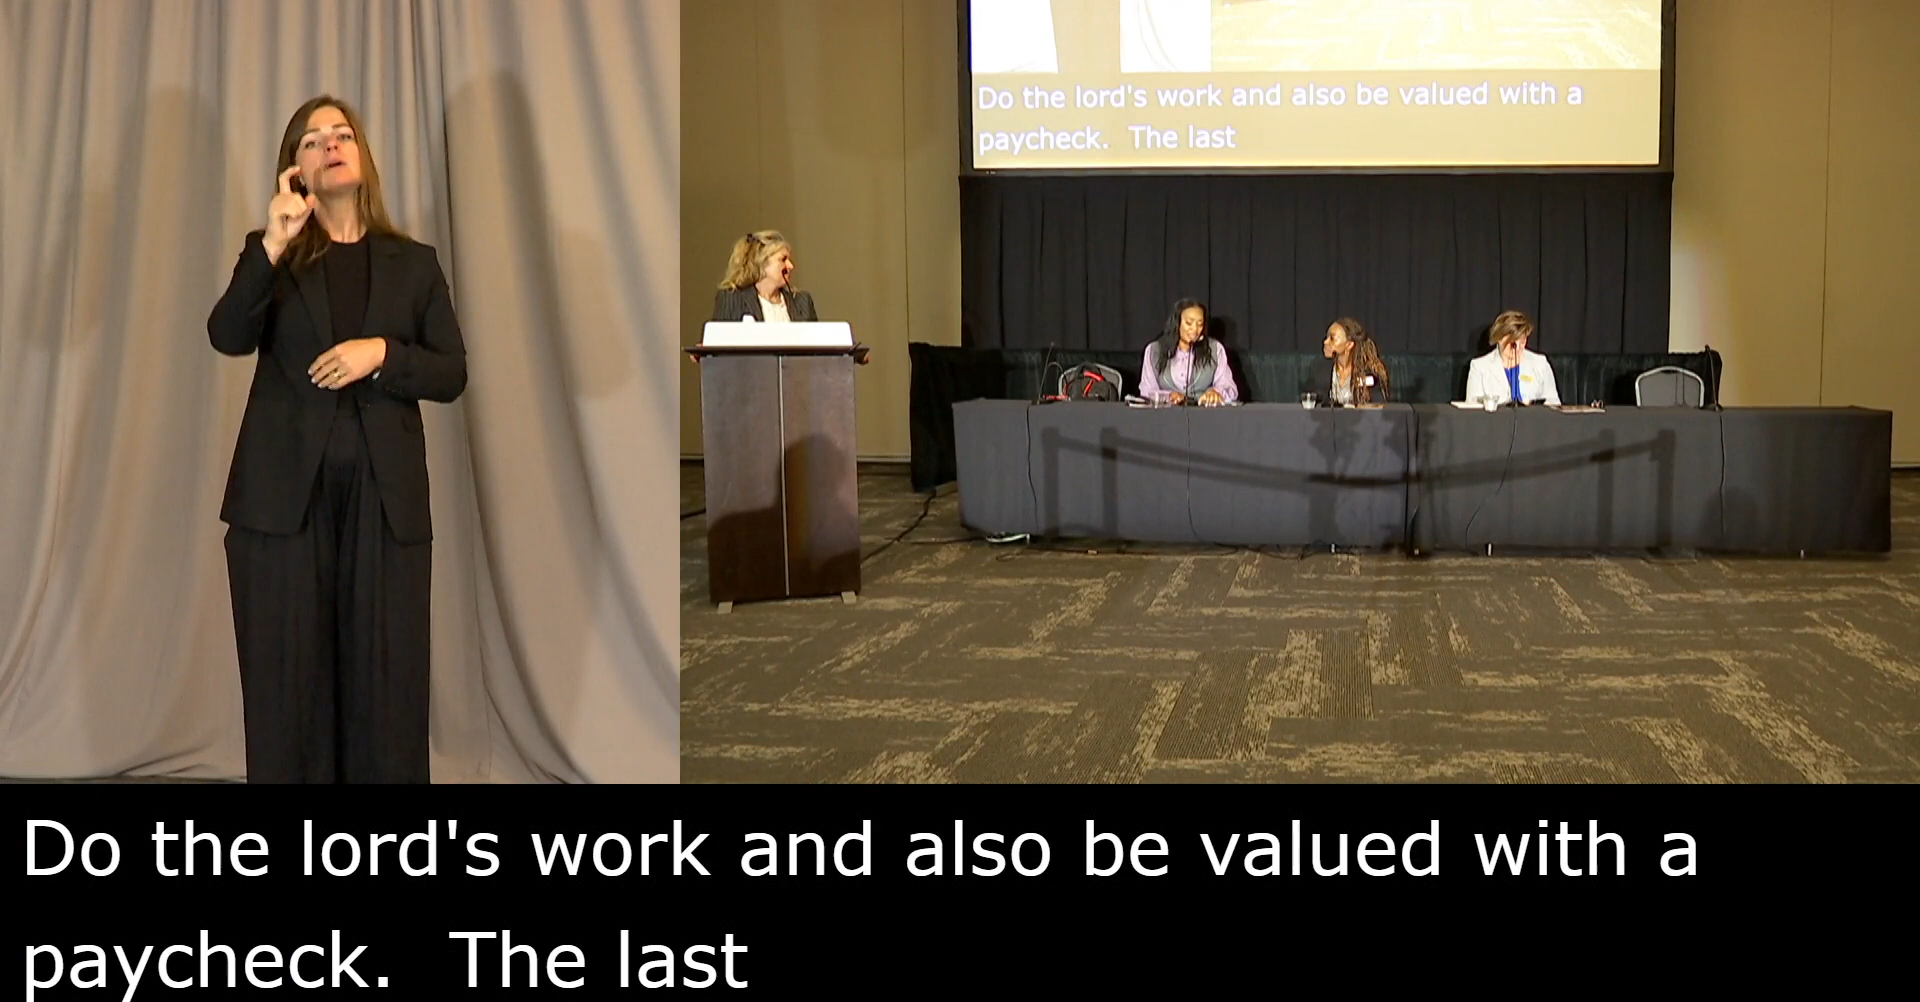 Do the lord's work and also be valued with a
paycheck.  The last
Do the lord's work and also be valued with a
paycheck.  The last